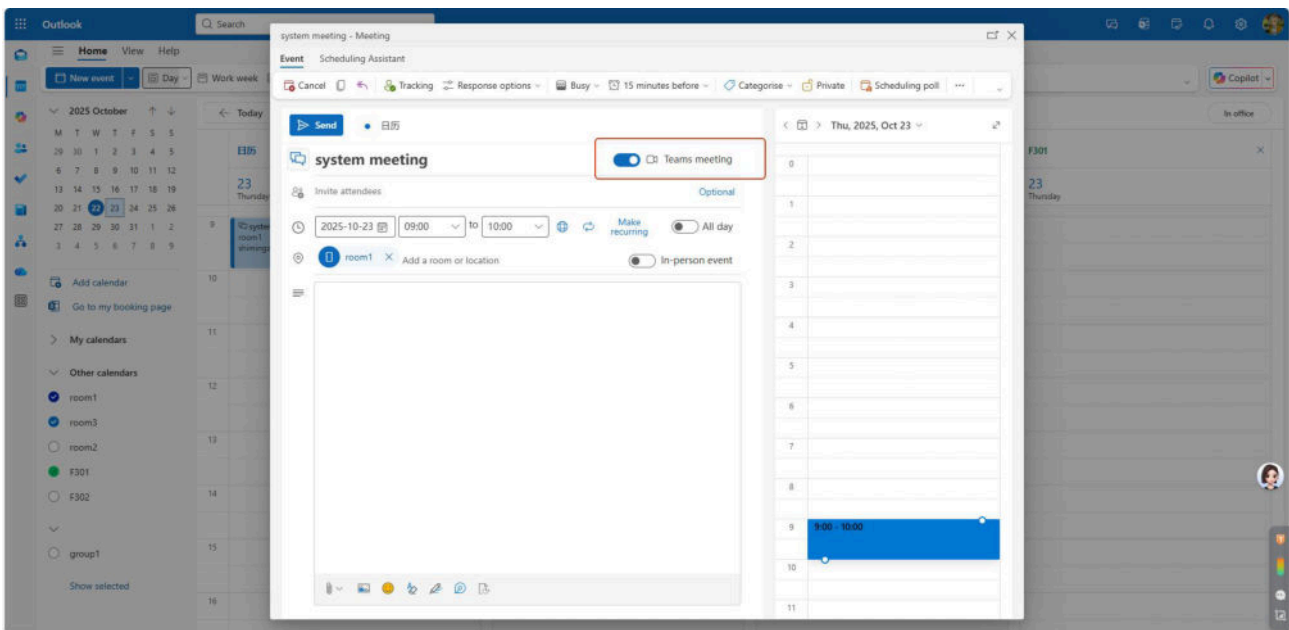 Outlook
Search
Home View Help
New event Day Work week
Copilot
2025 October
Today
In office
M T W T F S S
29 30 1 2 3 4 5
6 7 8 9 10 11 12
13 14 15 16 17 18 19
20 21 22 23 24 25 26
27 28 29 30 31 1 2
3 4 5 6 7 8 9
Add calendar
Go to my booking page
My calendars
Other calendars
room1
room3
room2
F301
F302
group1
Show selected
日历
23
Thursday
9
room1
10
11
12
13
14
15
16
system meeting - Meeting
Event Scheduling Assistant
Cancel Tracking Response options Busy 15 minutes before Categorise Private Scheduling poll ...
Send 日历
system meeting Teams meeting
Invite attendees Optional
2025-10-23 09:00 to 10:00 Make recurring All day
room1 Add a room or location In-person event
Thu, 2025, Oct 23
0
1
2
3
4
5
6
7
8
9 9:00 - 10:00
10
11
F301
23
Thursday